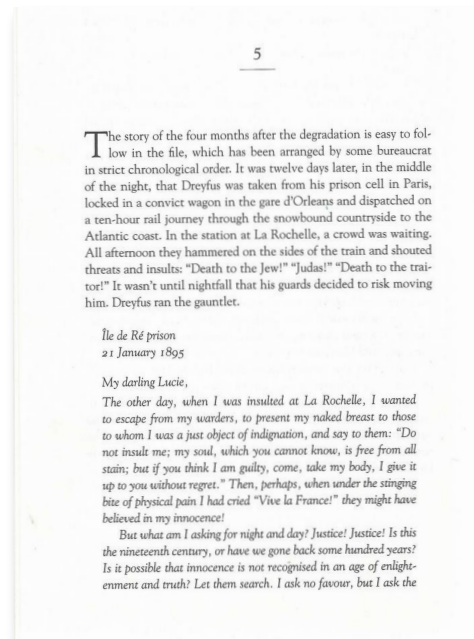 5
The story of the four months after the degradation is easy to fol-
low in the file, which has been arranged by some bureaucrat
in strict chronological order. It was twelve days later, in the middle
of the night, that Dreyfus was taken from his prison cell in Paris,
locked in a convict wagon in the gare d'Orleans and dispatched on
a ten-hour rail journey through the snowbound countryside to the
Atlantic coast. In the station at La Rochelle, a crowd was waiting.
All afternoon they hammered on the sides of the train and shouted
threats and insults: “Death to the Jew!” “Judas!” “Death to the trai-
tor!” It wasn't until nightfall that his guards decided to risk moving
him. Dreyfus ran the gauntlet.
Île de Ré prison
21 January 1895
My darling Lucie,
The other day, when I was insulted at La Rochelle, I wanted
to escape from my warders, to present my naked breast to those
to whom I was a just object of indignation, and say to them: “Do
not insult me; my soul, which you cannot know, is free from all
stain; but if you think I am guilty, come, take my body, I give it
up to you without regret.” Then, perhaps, when under the stinging
bite of physical pain I had cried “Vive la France!” they might have
believed in my innocence!
But what am I asking for night and day? Justice! Justice! Is this
the nineteenth century, or have we gone back some hundred years?
Is it possible that innocence is not recognised in an age of enlight-
enment and truth? Let them search. I ask no favour, but I ask the